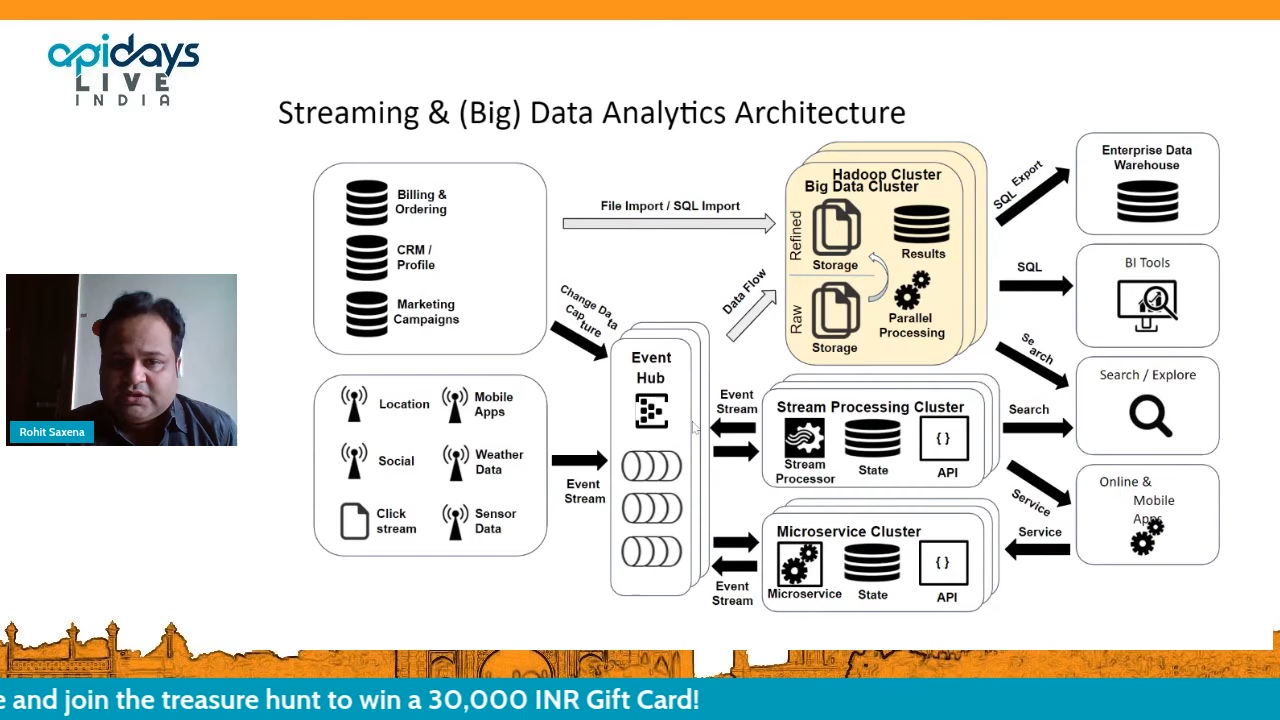 apidays
LIVE
INDIA
Streaming & (Big) Data Analytics Architecture
Billing &
Ordering
CRM /
Profile
Marketing
Campaigns
File Import / SQL Import
Change Data
Capture
Data Flow
Hadoop Cluster
Big Data Cluster
Refined
Storage
Results
Raw
Storage
Parallel
Processing
SQL Export
SQL
Search
Enterprise Data
Warehouse
BI Tools
Search / Explore
Location
Mobile
Apps
Social
Weather
Data
Click
stream
Sensor
Data
Event
Stream
Event
Hub
Event
Stream
Stream Processing Cluster
Stream
Processor
State
{ }
API
Search
Service
Online &
Mobile
Apps
Service
Microservice Cluster
Microservice
State
{ }
API
Event
Stream
Rohit Saxena
e and join the treasure hunt to win a 30,000 INR Gift Card!